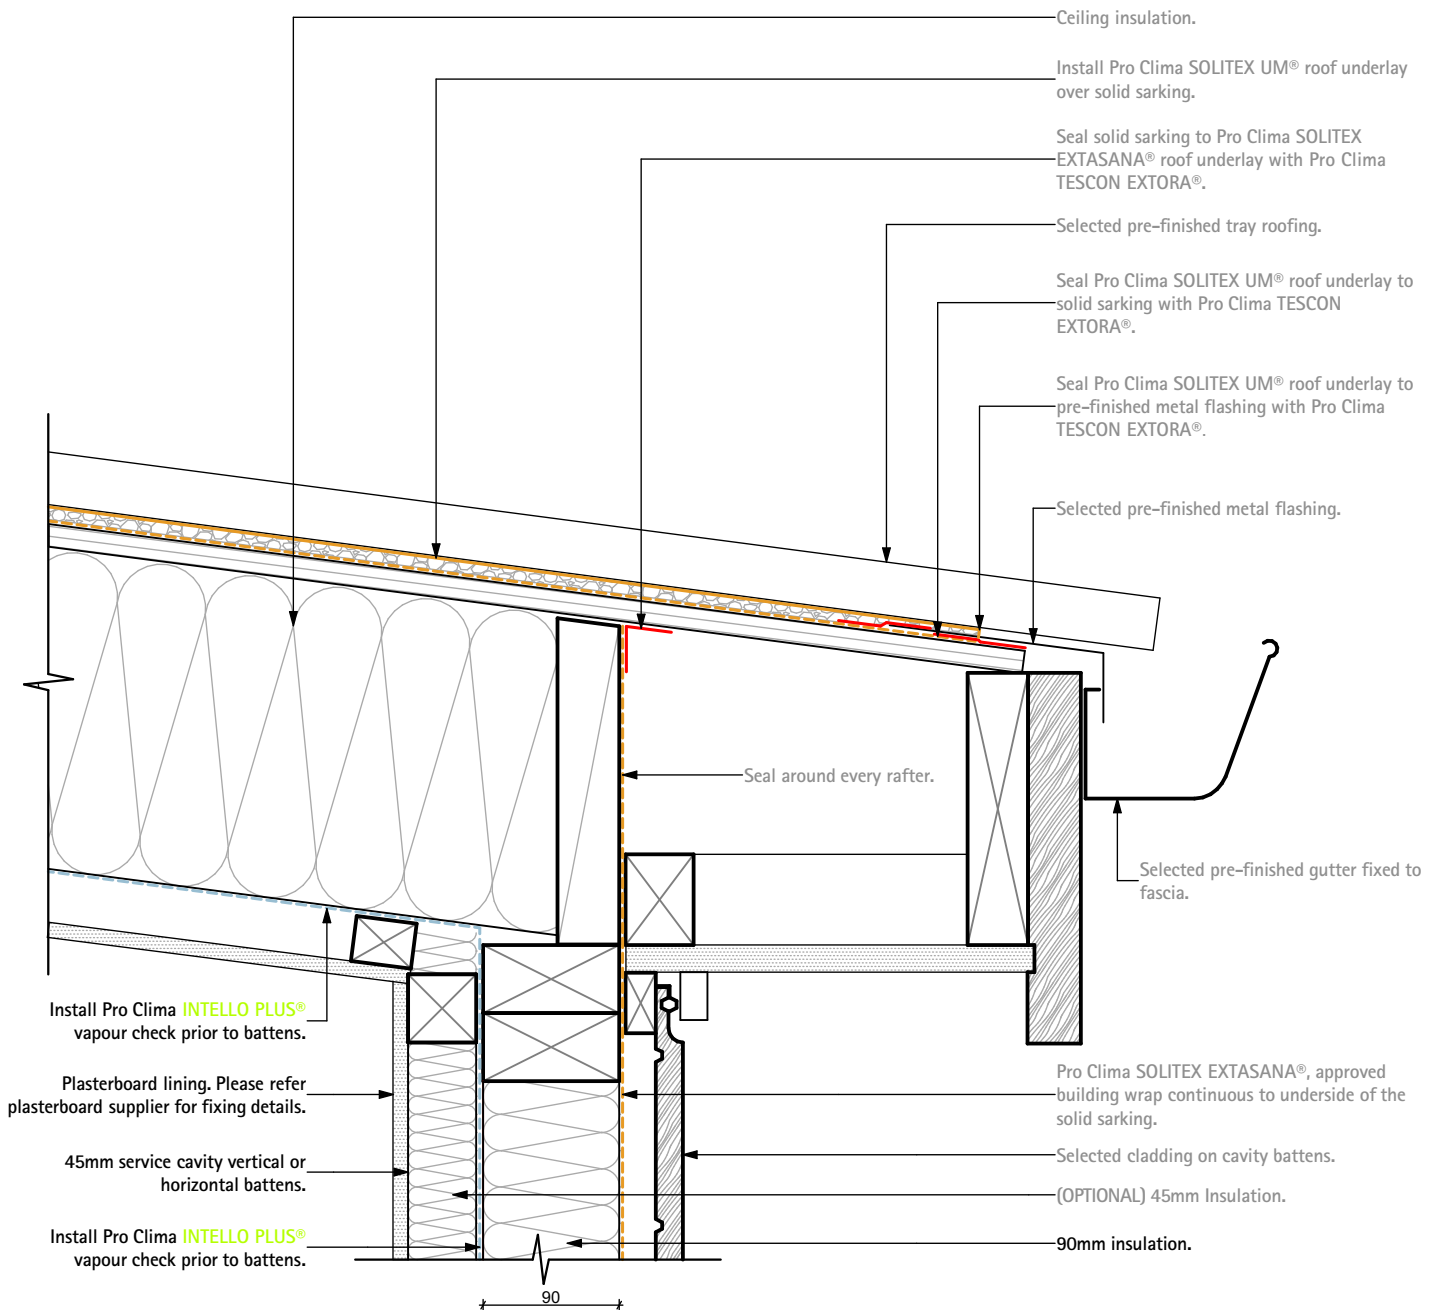 Ceiling insulation.
Install Pro Clima SOLITEX UM® roof underlay
over solid sarking.
Seal solid sarking to Pro Clima SOLITEX
EXTASANA® roof underlay with Pro Clima
TESCON EXTORA®.
Selected pre-finished tray roofing.
Seal Pro Clima SOLITEX UM® roof underlay to
solid sarking with Pro Clima TESCON
EXTORA®.
Seal Pro Clima SOLITEX UM® roof underlay to
pre-finished metal flashing with Pro Clima
TESCON EXTORA®.
Selected pre-finished metal flashing.
Seal around every rafter.
Selected pre-finished gutter fixed to
fascia.
Install Pro Clima INTELLO PLUS®
vapour check prior to battens.
Plasterboard lining. Please refer
plasterboard supplier for fixing details.
45mm service cavity vertical or
horizontal battens.
Install Pro Clima INTELLO PLUS®
vapour check prior to battens.
Pro Clima SOLITEX EXTASANA®, approved
building wrap continuous to underside of the
solid sarking.
Selected cladding on cavity battens.
(OPTIONAL) 45mm Insulation.
90mm insulation.
90